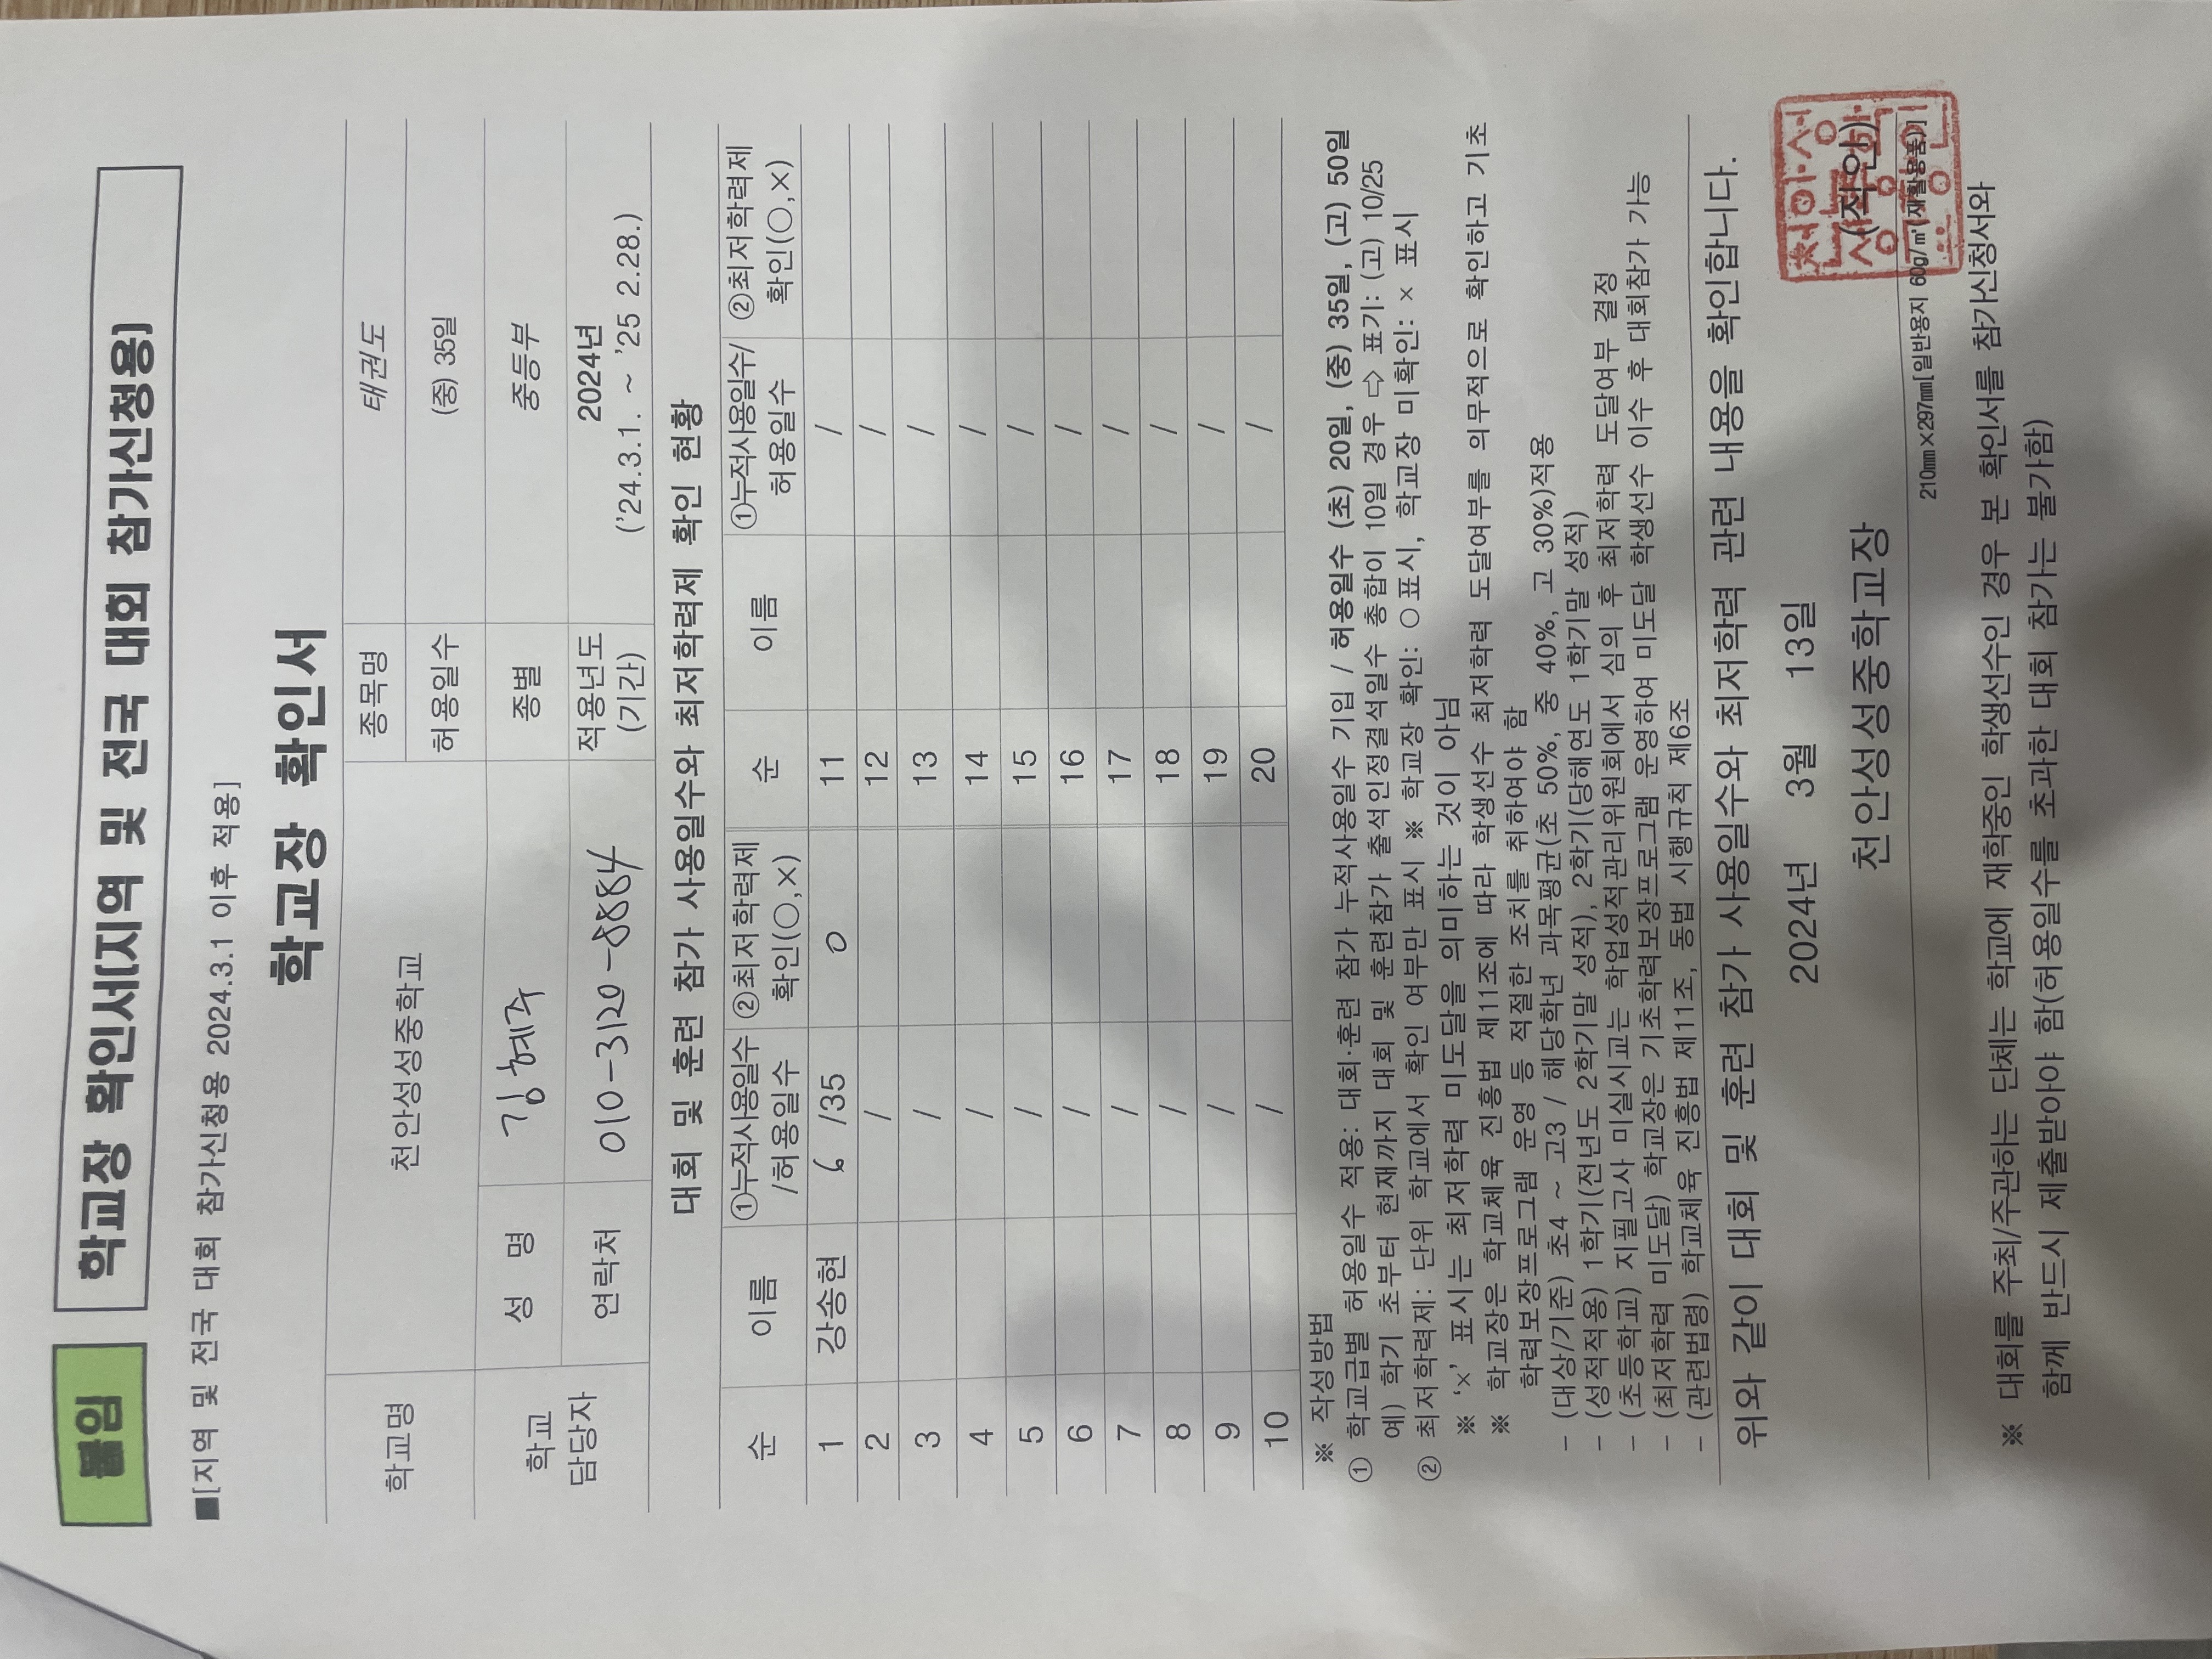 붙임
학교장 확인서[지역 및 전국 대회 참가신청용]
■[지역 및 전국 대회 참가신청용 2024.3.1 이후 적용]
학교장 확인서
학교명 천안성성중학교 종목명 태권도
허용일수 (중) 35일
학교 담당자 성 명 김혜주 종별 중등부
연락처 010-3120-8884 적용년도 (기간) 2024년 ('24.3.1. ~ '25 2.28.)
대회 및 훈련 참가 사용일수와 최저학력제 확인 현황
순 이름 ①누적사용일수 /허용일수 ②최저학력제 확인(○,×) 순 이름 ①누적사용일수/ 허용일수 ②최저학력제 확인(○,×)
1 강송현 6 /35 0 11 /
2 / 12 /
3 / 13 /
4 / 14 /
5 / 15 /
6 / 16 /
7 / 17 /
8 / 18 /
9 / 19 /
10 / 20 /
※ 작성방법
① 학교급별 허용일수 적용: 대회·훈련 참가 누적사용일수 기입 / 허용일수 (초) 20일, (중) 35일, (고) 50일
예) 학기 초부터 현재까지 대회 및 훈련참가 출석인정결석일수 총합이 10일 경우 ⇨ 표기: (고) 10/25
② 최저학력제: 단위 학교에서 확인 여부만 표시 ※ 학교장 확인: ○ 표시, 학교장 미확인: × 표시
※ '×' 표시는 최저학력 미도달을 의미하는 것이 아님
※ 학교장은 학교체육 진흥법 제11조에 따라 학생선수 최저학력 도달여부를 의무적으로 확인하고 기초
학력보장프로그램 운영 등 적절한 조치를 취하여야 함
- (대상/기준) 초4 ~ 고3 / 해당학년 과목평균(초 50%, 중 40%, 고 30%)적용
- (성적적용) 1학기(전년도 2학기말 성적), 2학기(당해연도 1학기말 성적)
- (초등학교) 지필고사 미실시교는 학업성적관리위원회에서 심의 후 최저학력 도달여부 결정
- (최저학력 미도달) 학교장은 기초학력보장프로그램 운영하여 미도달 학생선수 이수 후 대회참가 가능
- (관련법령) 학교체육 진흥법 제11조, 동법 시행규칙 제6조
위와 같이 대회 및 훈련 참가 사용일수와 최저학력 관련 내용을 확인합니다.
2024년 3월 13일
천안성성중학교장 (직인)
210㎜×297㎜[일반용지 60g/㎡(재활용품)]
※ 대회를 주최/주관하는 단체는 학교에 재학중인 학생선수인 경우 본 확인서를 참가신청서와
함께 반드시 제출받아야 함(허용일수를 초과한 대회 참가는 불가함)